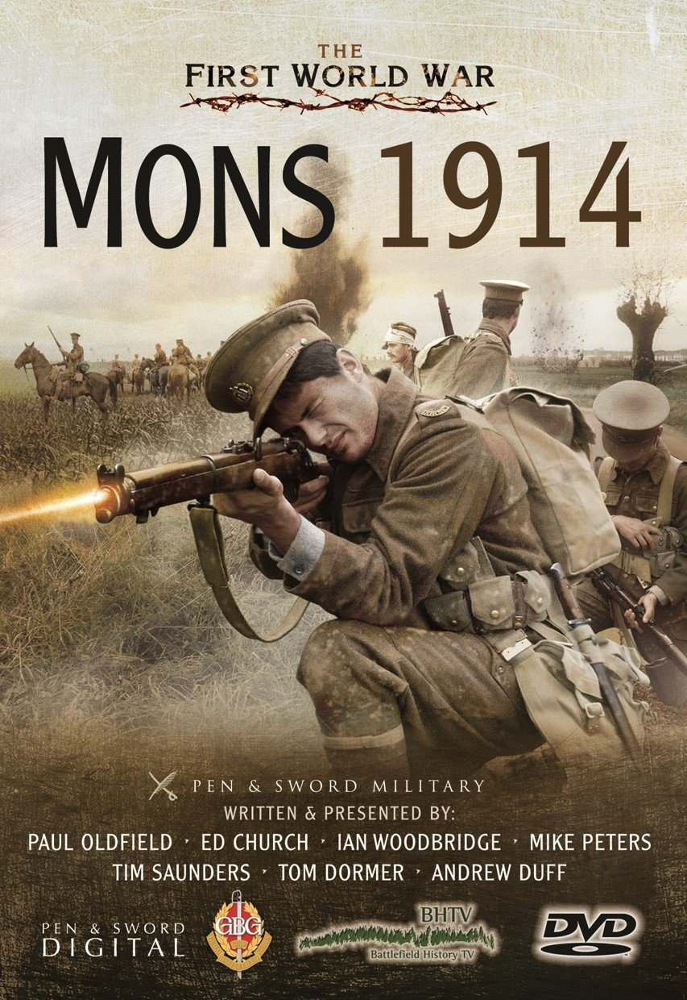 THE
FIRST WORLD WAR
MONS 1914
PEN & SWORD MILITARY
WRITTEN & PRESENTED BY:
PAUL OLDFIELD · ED CHURCH · IAN WOODBRIDGE · MIKE PETERS
TIM SAUNDERS · TOM DORMER · ANDREW DUFF
PEN & SWORD
DIGITAL
GBG
BHTV
Battlefield History TV
DVD